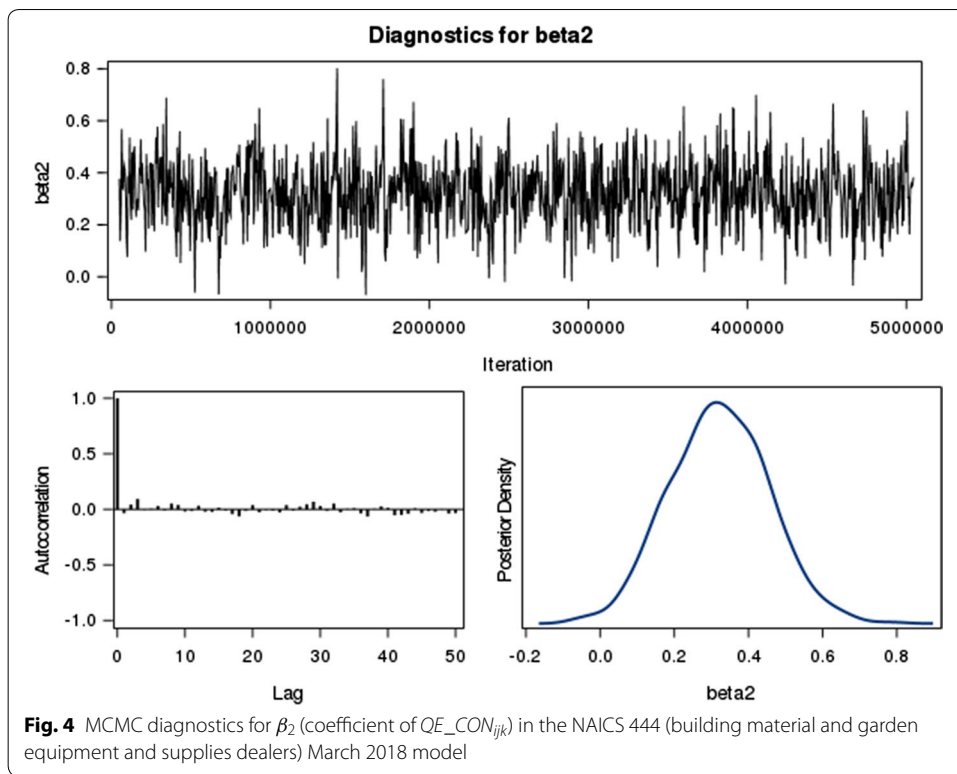 Diagnostics for beta2
0.8
0.6
0.4
0.2
0.0
beta2
0 1000000 2000000 3000000 4000000 5000000
Iteration
1.0
0.5
0.0
-0.5
-1.0
Autocorrelation
0 10 20 30 40 50
Lag
Posterior Density
-0.2 0.0 0.2 0.4 0.6 0.8
beta2
Fig. 4 MCMC diagnostics for β2 (coefficient of QE_CONijk) in the NAICS 444 (building material and garden
equipment and supplies dealers) March 2018 model